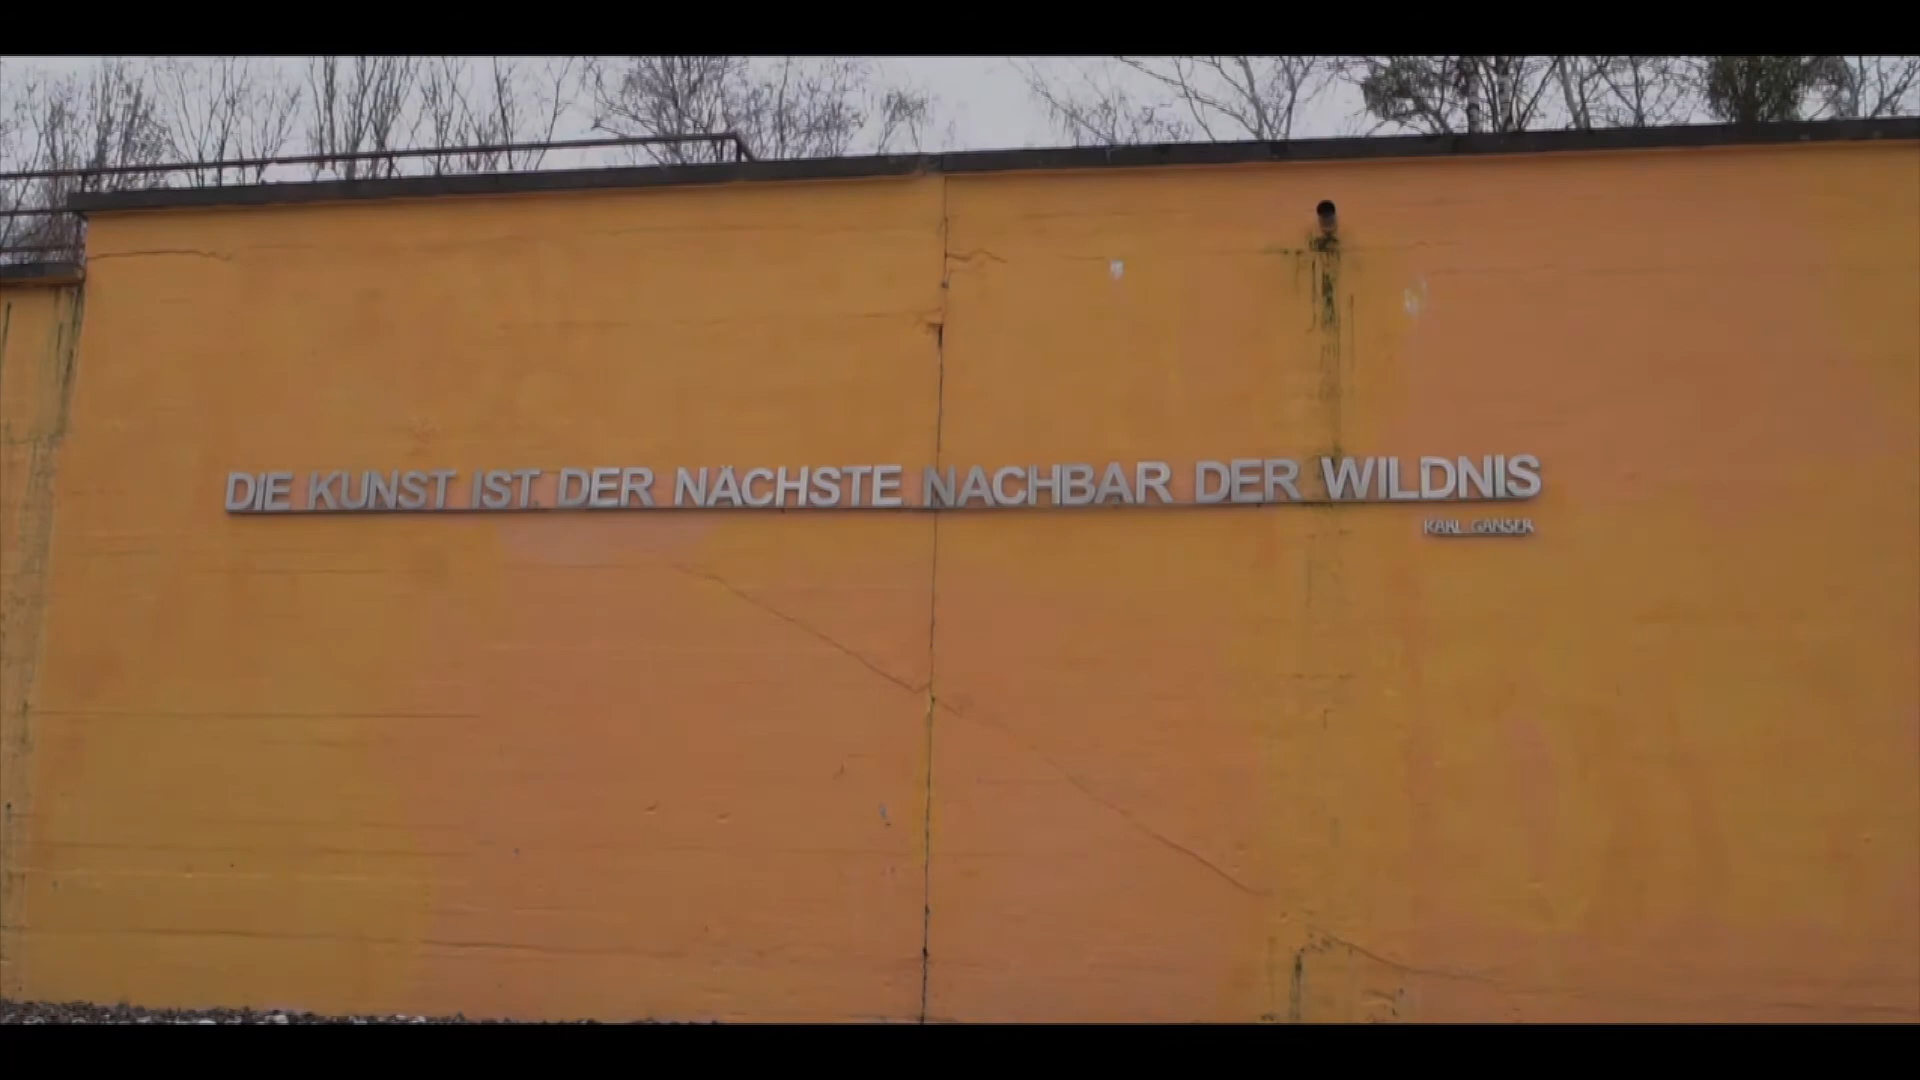 DIE KUNST IST DER NÄCHSTE NACHBAR DER WILDNIS
KARL GANSER